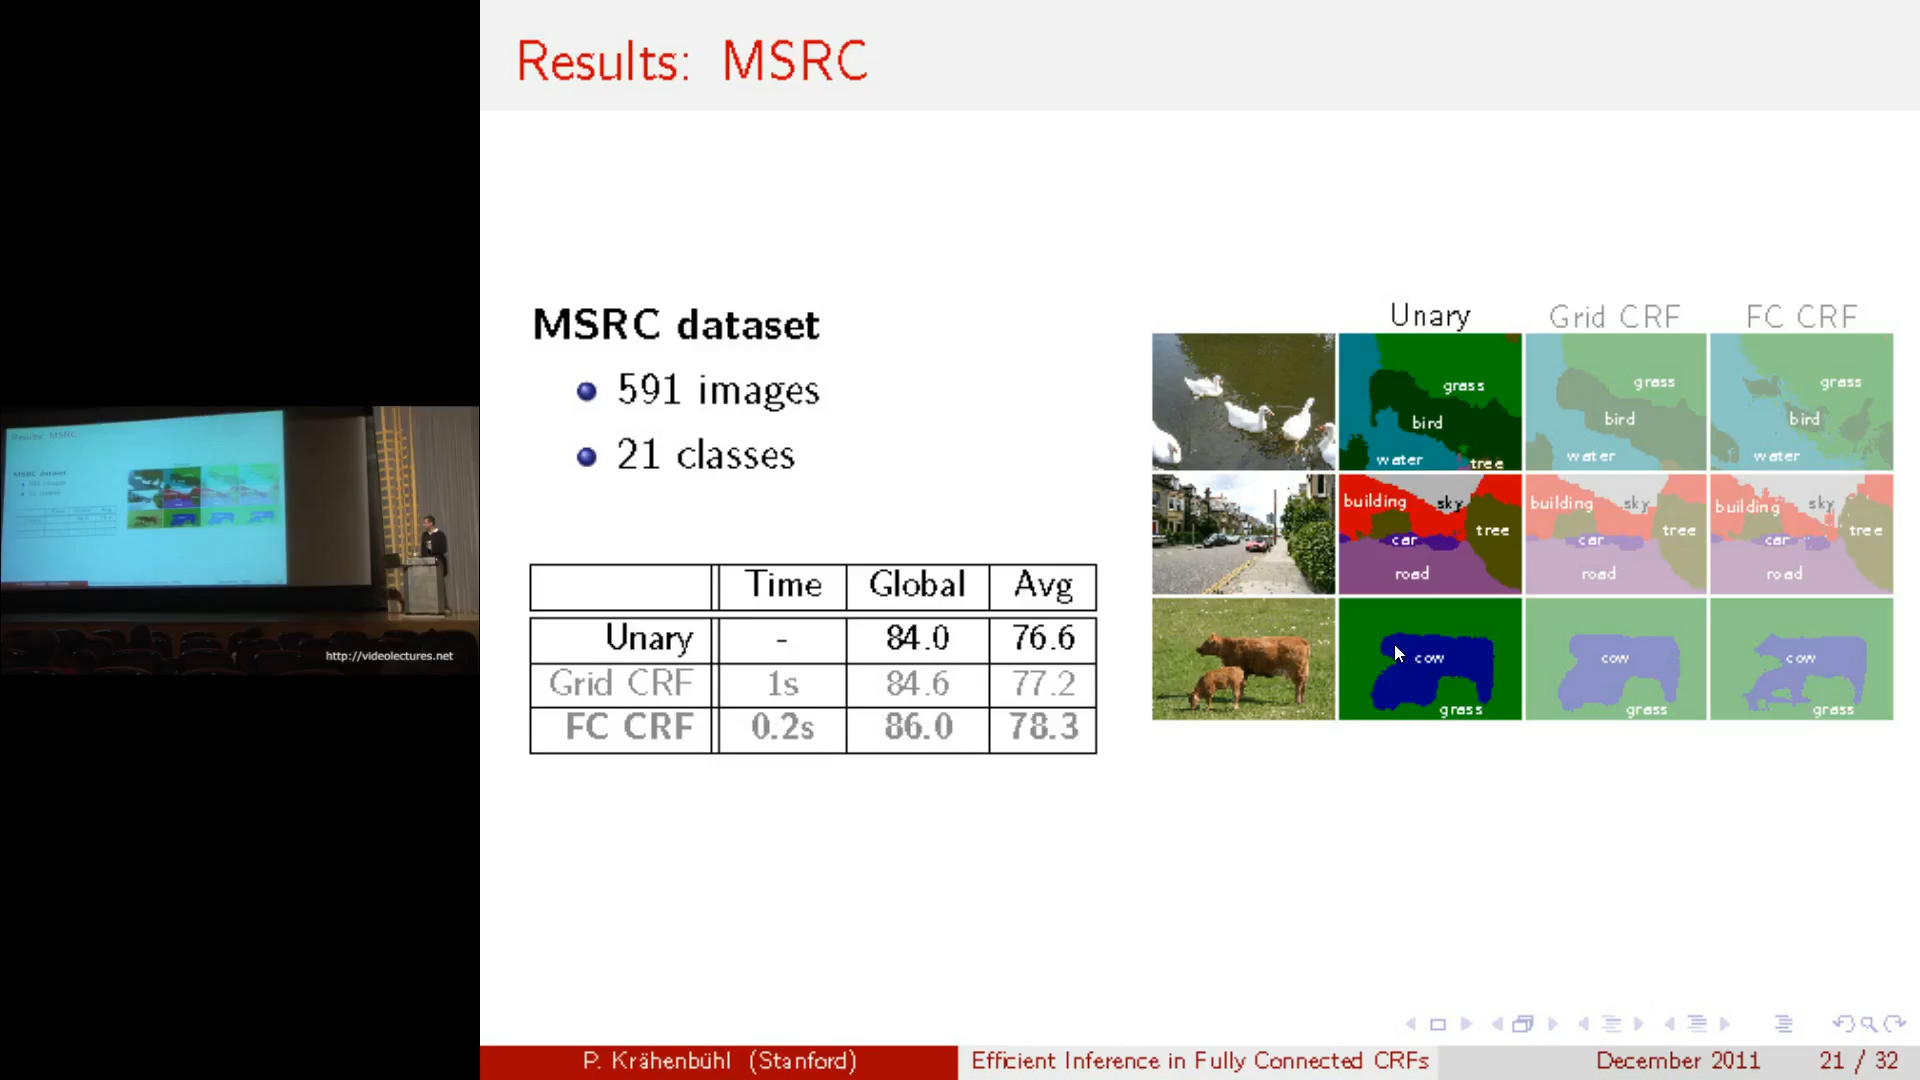 Results: MSRC
MSRC dataset
591 images
21 classes
Time Global Avg
Unary - 84.0 76.6
Grid CRF 1s 84.6 77.2
FC CRF 0.2s 86.0 78.3
Unary Grid CRF FC CRF
grass grass grass
bird bird bird
water tree water water
building sky building sky building sky
tree tree tree
car car car
road road road
cow cow cow
grass grass grass
http://videolectures.net
P. Krähenbühl (Stanford) Efficient Inference in Fully Connected CRFs December 2011 21 / 32